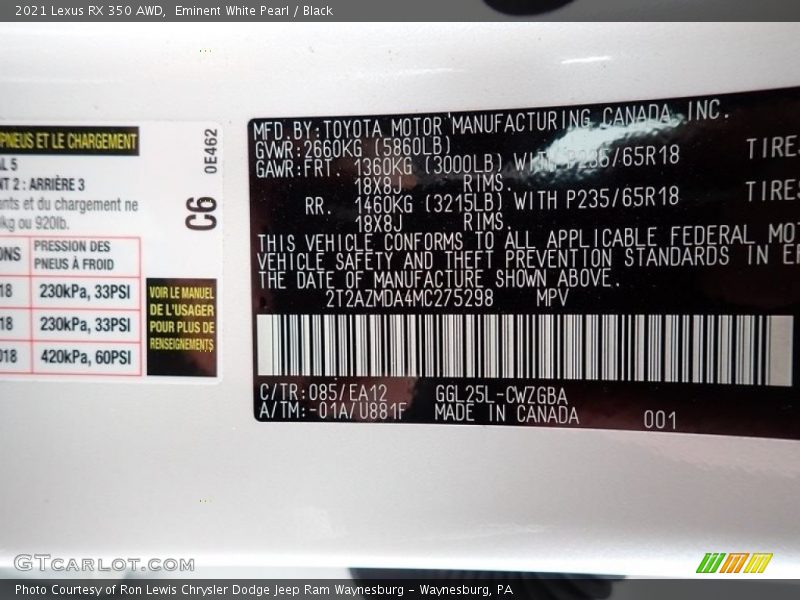 2021 Lexus RX 350 AWD, Eminent White Pearl / Black
PNEUS ET LE CHARGEMENT
AL 5
NT 2 : ARRIÈRE 3
ants et du chargement ne
kg ou 920lb.
ONS PRESSION DES PNEUS À FROID
18 230kPa, 33PSI
18 230kPa, 33PSI
018 420kPa, 60PSI
0E462
C6
VOIR LE MANUEL
DE L'USAGER
POUR PLUS DE
RENSEIGNEMENTS
MFD. BY: TOYOTA MOTOR MANUFACTURING CANADA INC.
GVWR: 2660KG (5860LB)
GAWR: FRT. 1360KG (3000LB) WITH P235/65R18 TIRES
18X8J RIMS.
RR. 1460KG (3215LB) WITH P235/65R18 TIRES
18X8J RIMS.
THIS VEHICLE CONFORMS TO ALL APPLICABLE FEDERAL MOT
VEHICLE SAFETY AND THEFT PREVENTION STANDARDS IN EF
THE DATE OF MANUFACTURE SHOWN ABOVE.
2T2AZMDA4MC275298 MPV
C/TR: 085/EA12 GGL25L-CWZGBA
A/TM: -01A/U881F MADE IN CANADA 001
GTCARLOT.COM
Photo Courtesy of Ron Lewis Chrysler Dodge Jeep Ram Waynesburg - Waynesburg, PA